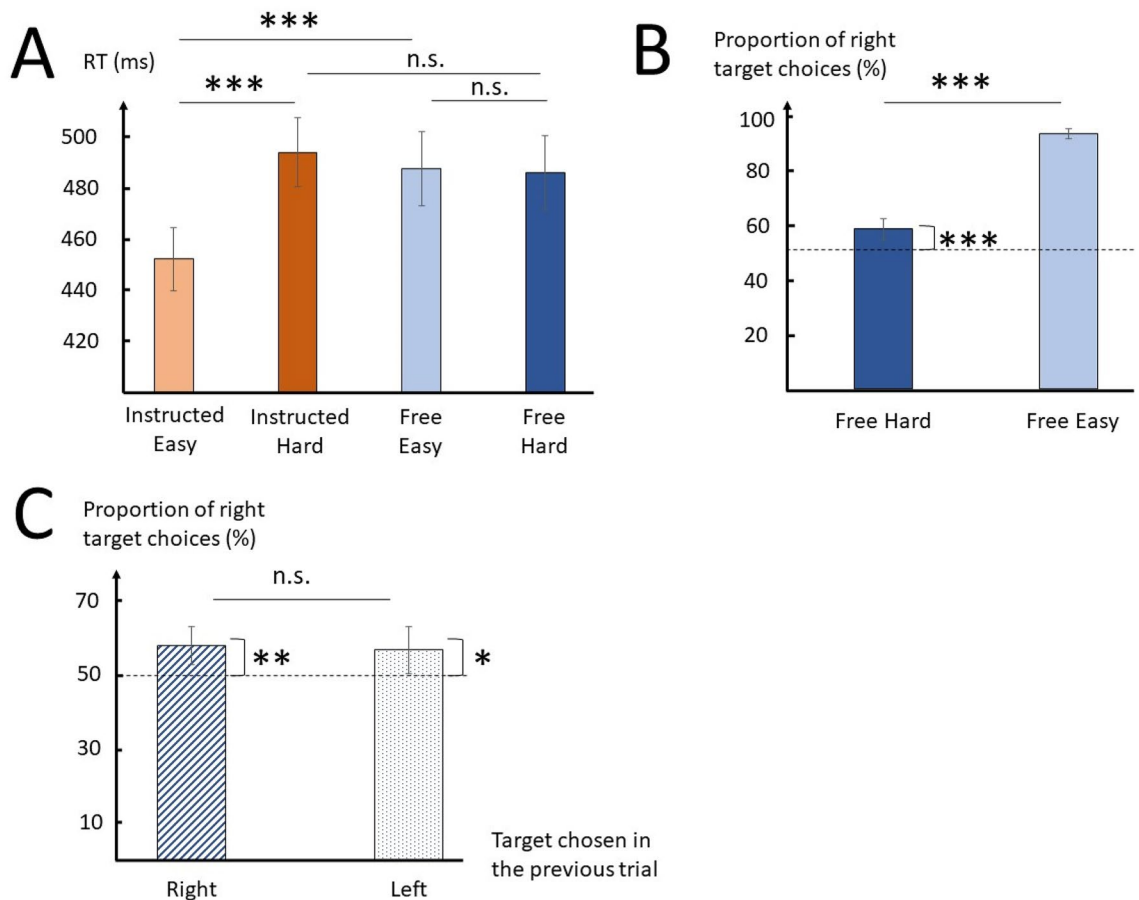 A
RT (ms)
***
n.s.
***
n.s.
500
480
460
440
420
Instructed
Easy
Instructed
Hard
Free
Easy
Free
Hard
B
Proportion of right
target choices (%)
***
100
80
60
***
40
20
Free Hard
Free Easy
C
Proportion of right
target choices (%)
n.s.
70
**
*
50
30
10
Target chosen in
the previous trial
Right
Left